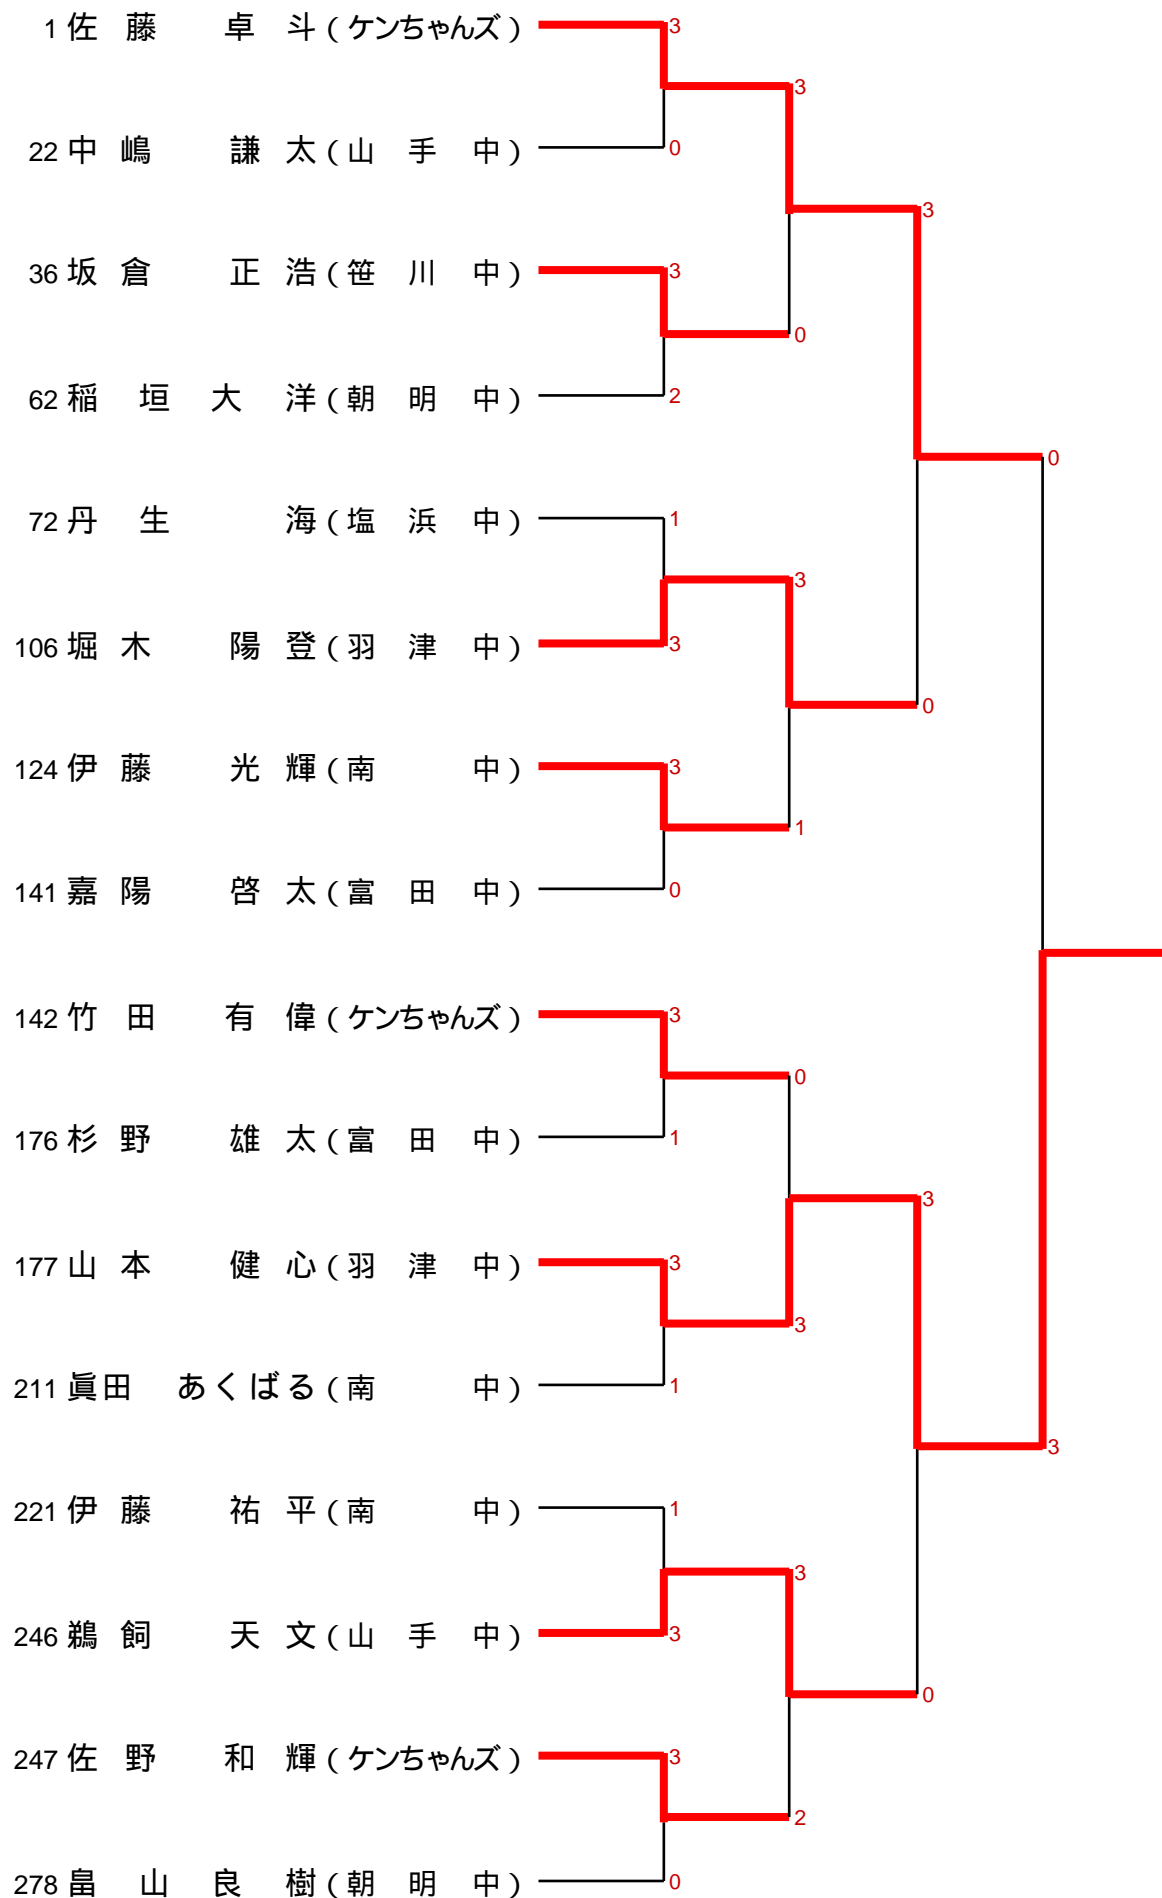 1 佐藤 卓斗 (ケンちゃんズ) 3
3
22 中嶋 謙太 (山手中) 0
3
36 坂倉 正浩 (笹川中) 3
0
62 稲垣大洋 (朝明中) 2
0
72 丹生 海 (塩浜中) 1
3
106 堀木 陽登 (羽津中) 3
0
124 伊藤 光輝 (南中) 3
1
141 嘉陽 啓太 (富田中) 0
142 竹田 有偉 (ケンちゃんズ) 3
0
176 杉野 雄太 (富田中) 1
3
177 山本 健心 (羽津中) 3
3
211 眞田 あくばる (南中) 1
3
221 伊藤 祐平 (南中) 1
3
246 鵜飼 天文 (山手中) 3
0
247 佐野 和輝 (ケンちゃんズ) 3
2
278 畠山良樹 (朝明中) 0